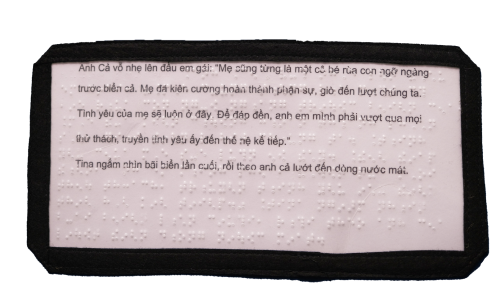 Anh Cả vỗ nhẹ lên đầu em gái: "Mẹ cũng từng là một cô bé rùa con ngỡ ngàng
trước biển cả. Mẹ đã kiên cường hoàn thành phận sự, giờ đến lượt chúng ta.
Tình yêu của mẹ sẽ luôn ở đây. Để đáp đền, anh em mình phải vượt qua mọi
thử thách, truyền tình yêu ấy đến thế hệ kế tiếp."
Tina ngắm nhìn bãi biển lần cuối, rồi theo anh cả lướt đến dòng nước mát.